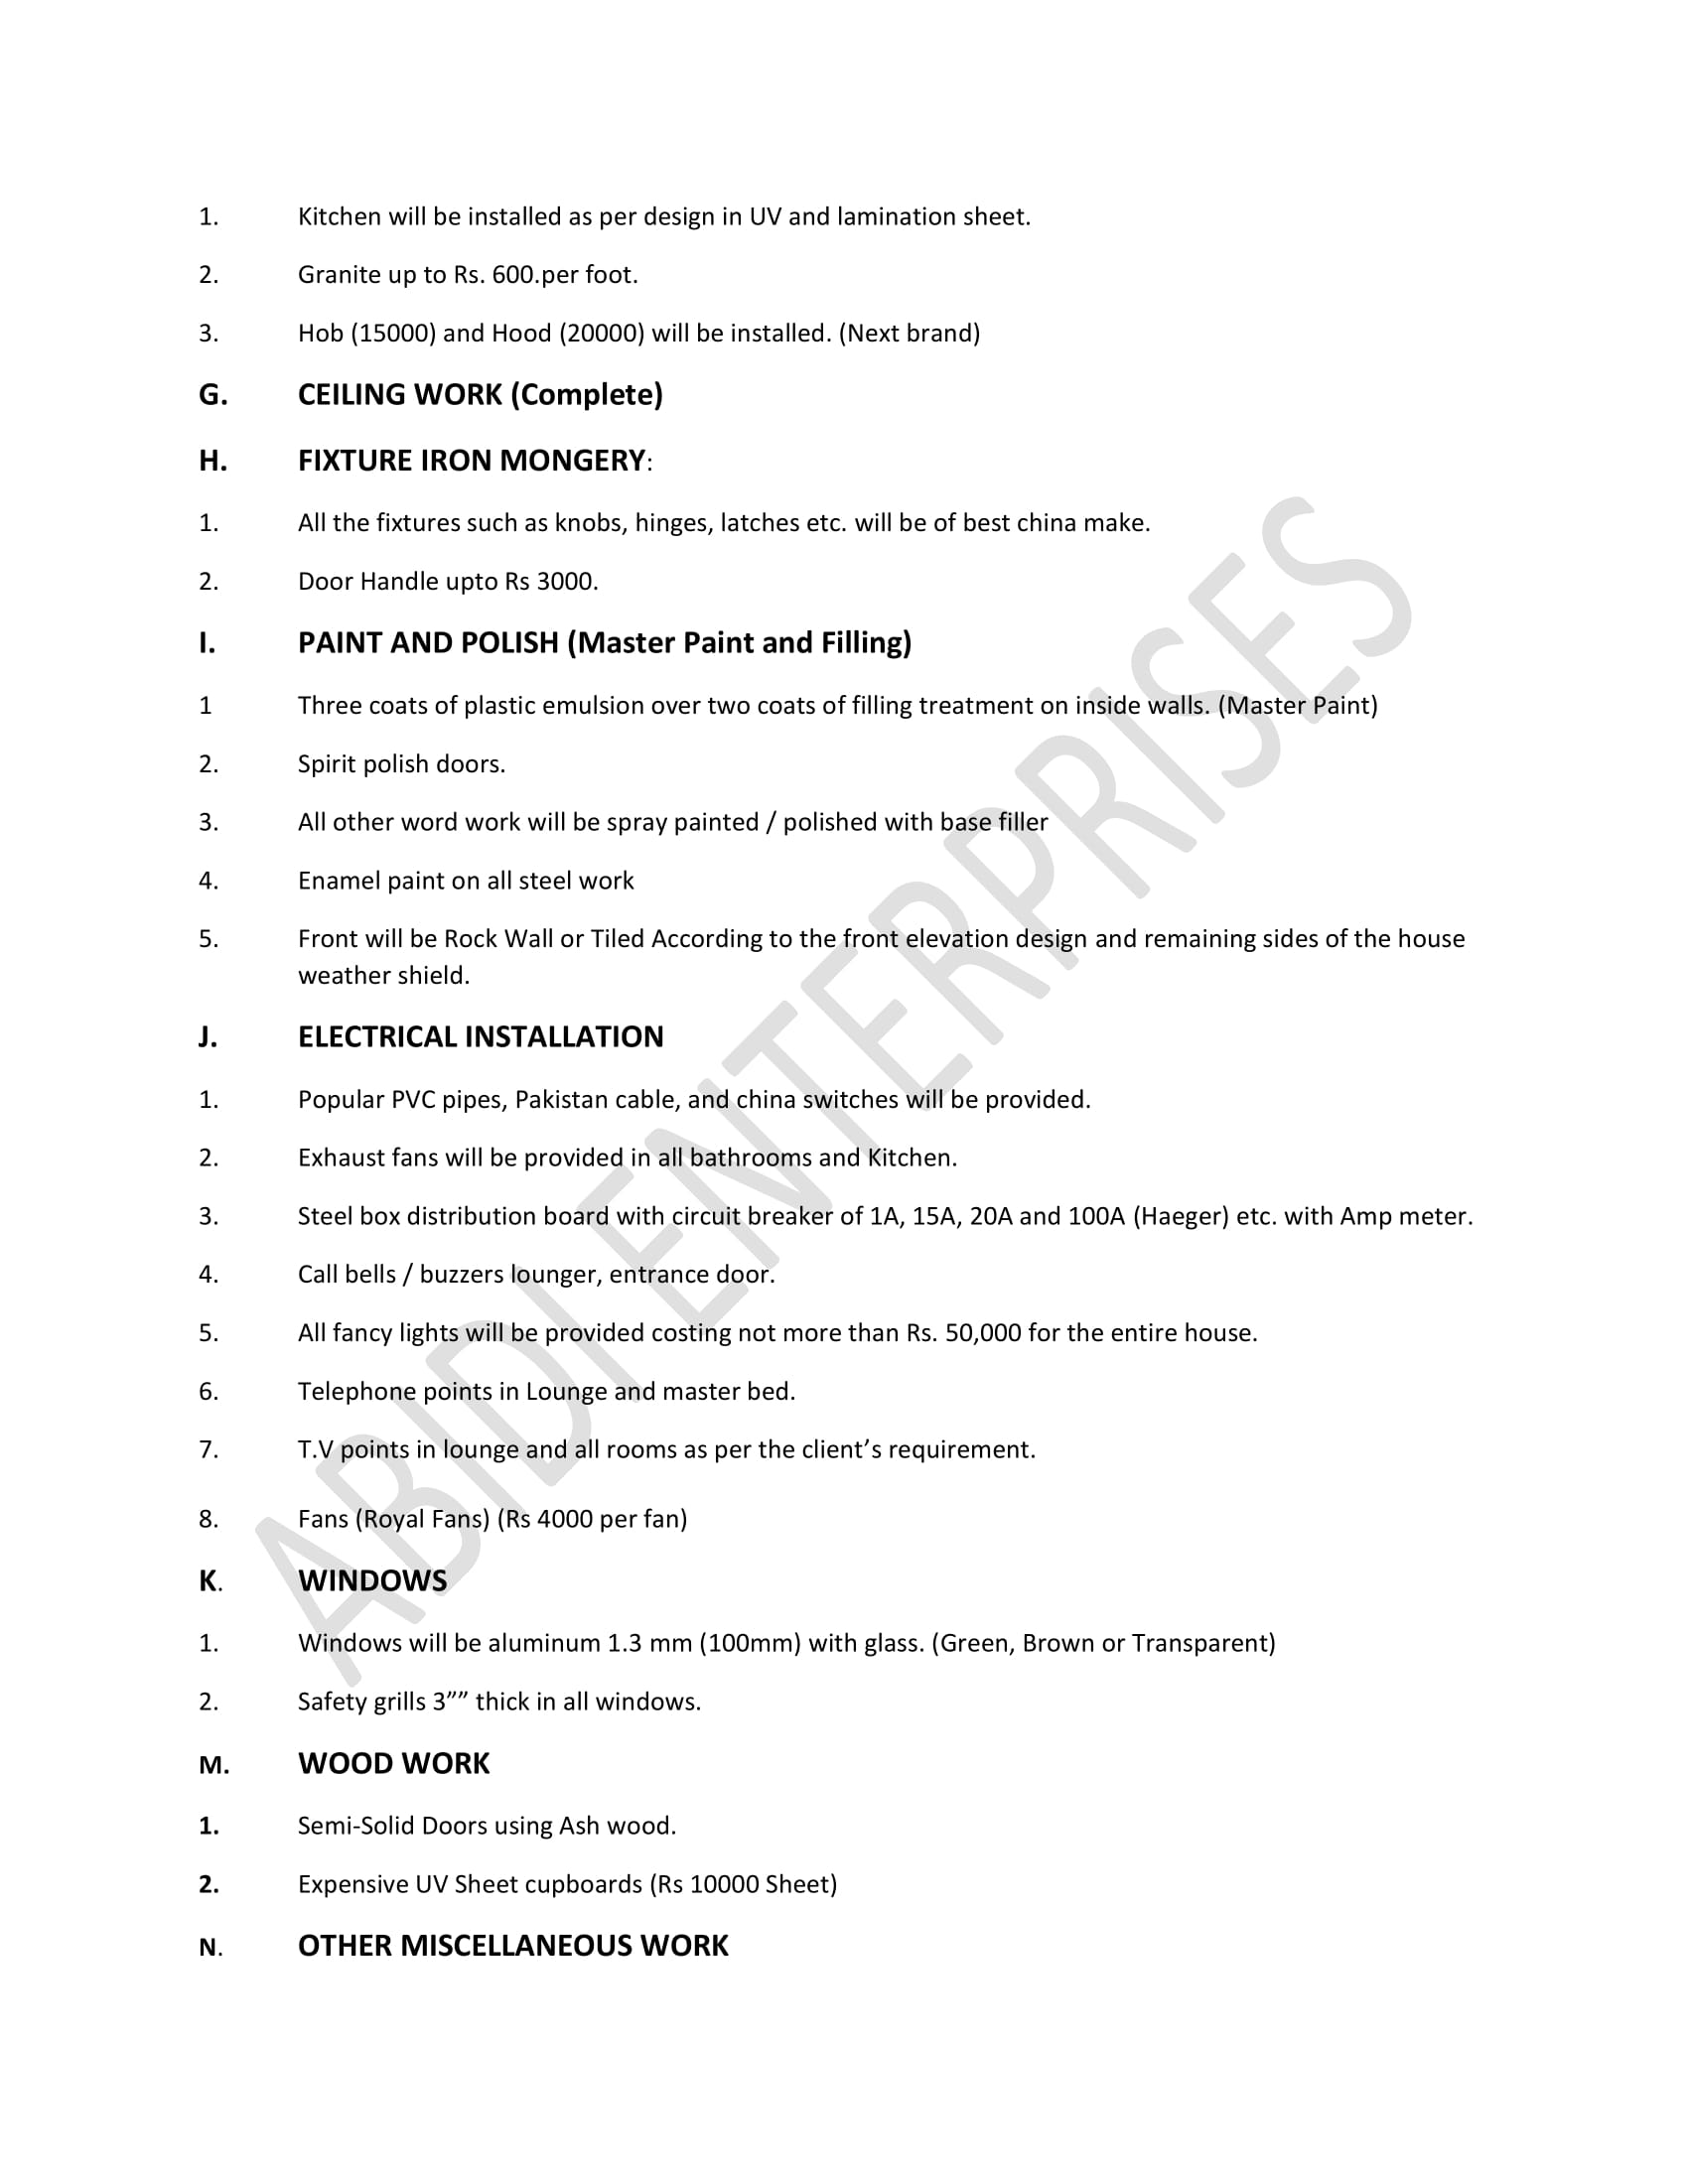 1. Kitchen will be installed as per design in UV and lamination sheet.
2. Granite up to Rs. 600.per foot.
3. Hob (15000) and Hood (20000) will be installed. (Next brand)
G. CEILING WORK (Complete)
H. FIXTURE IRON MONGERY:
1. All the fixtures such as knobs, hinges, latches etc. will be of best china make.
2. Door Handle upto Rs 3000.
I. PAINT AND POLISH (Master Paint and Filling)
1 Three coats of plastic emulsion over two coats of filling treatment on inside walls. (Master Paint)
2. Spirit polish doors.
3. All other word work will be spray painted / polished with base filler
4. Enamel paint on all steel work
5. Front will be Rock Wall or Tiled According to the front elevation design and remaining sides of the house
weather shield.
J. ELECTRICAL INSTALLATION
1. Popular PVC pipes, Pakistan cable, and china switches will be provided.
2. Exhaust fans will be provided in all bathrooms and Kitchen.
3. Steel box distribution board with circuit breaker of 1A, 15A, 20A and 100A (Haeger) etc. with Amp meter.
4. Call bells / buzzers lounger, entrance door.
5. All fancy lights will be provided costing not more than Rs. 50,000 for the entire house.
6. Telephone points in Lounge and master bed.
7. T.V points in lounge and all rooms as per the client’s requirement.
8. Fans (Royal Fans) (Rs 4000 per fan)
K. WINDOWS
1. Windows will be aluminum 1.3 mm (100mm) with glass. (Green, Brown or Transparent)
2. Safety grills 3”” thick in all windows.
M. WOOD WORK
1. Semi-Solid Doors using Ash wood.
2. Expensive UV Sheet cupboards (Rs 10000 Sheet)
N. OTHER MISCELLANEOUS WORK
ABIDI ENTERPRISES